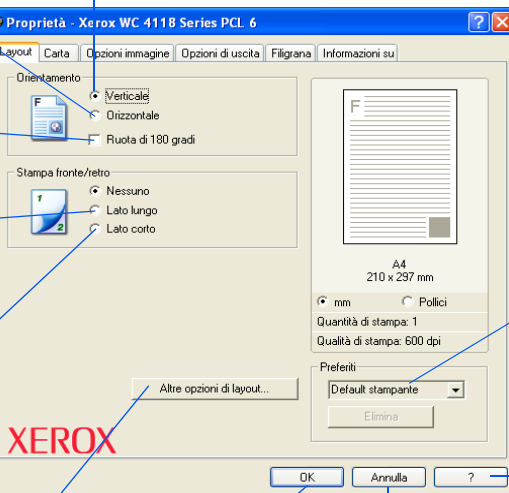 Proprietà - Xerox WC 4118 Series PCL 6
Layout Carta Opzioni immagine Opzioni di uscita Filigrana Informazioni su
Orientamento
F
Verticale
Orizzontale
Ruota di 180 gradi
Stampa fronte/retro
1
2
Nessuno
Lato lungo
Lato corto
F
A4
210 x 297 mm
mm Pollici
Quantità di stampa: 1
Qualità di stampa: 600 dpi
Preferiti
Default stampante
Elimina
Altre opzioni di layout...
XEROX
OK Annulla ?